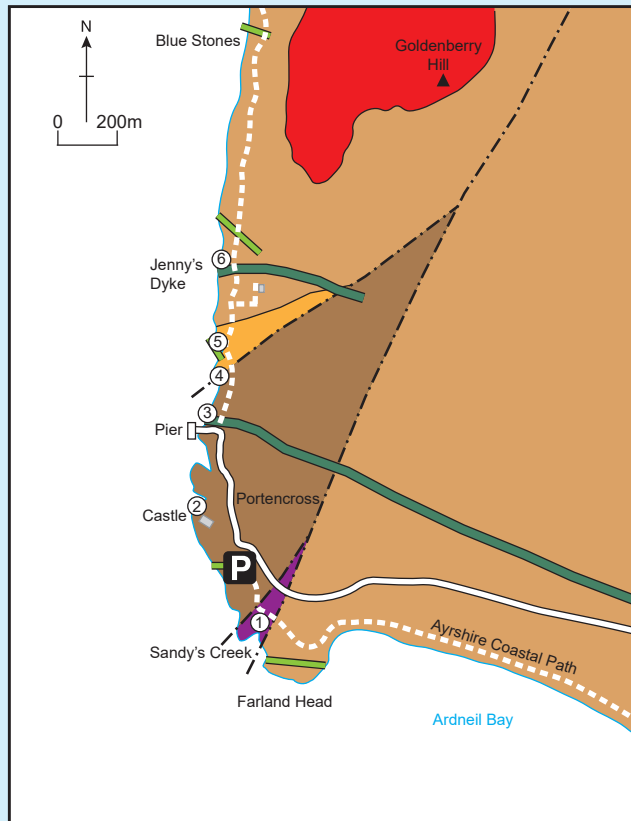 Blue Stones
N
Goldenberry
Hill
0 200m
6
Jenny's
Dyke
5
4
3
Pier
Portencross
2
Castle
P
1
Sandy's Creek
Ayrshire Coastal Path
Farland Head
Ardneil Bay